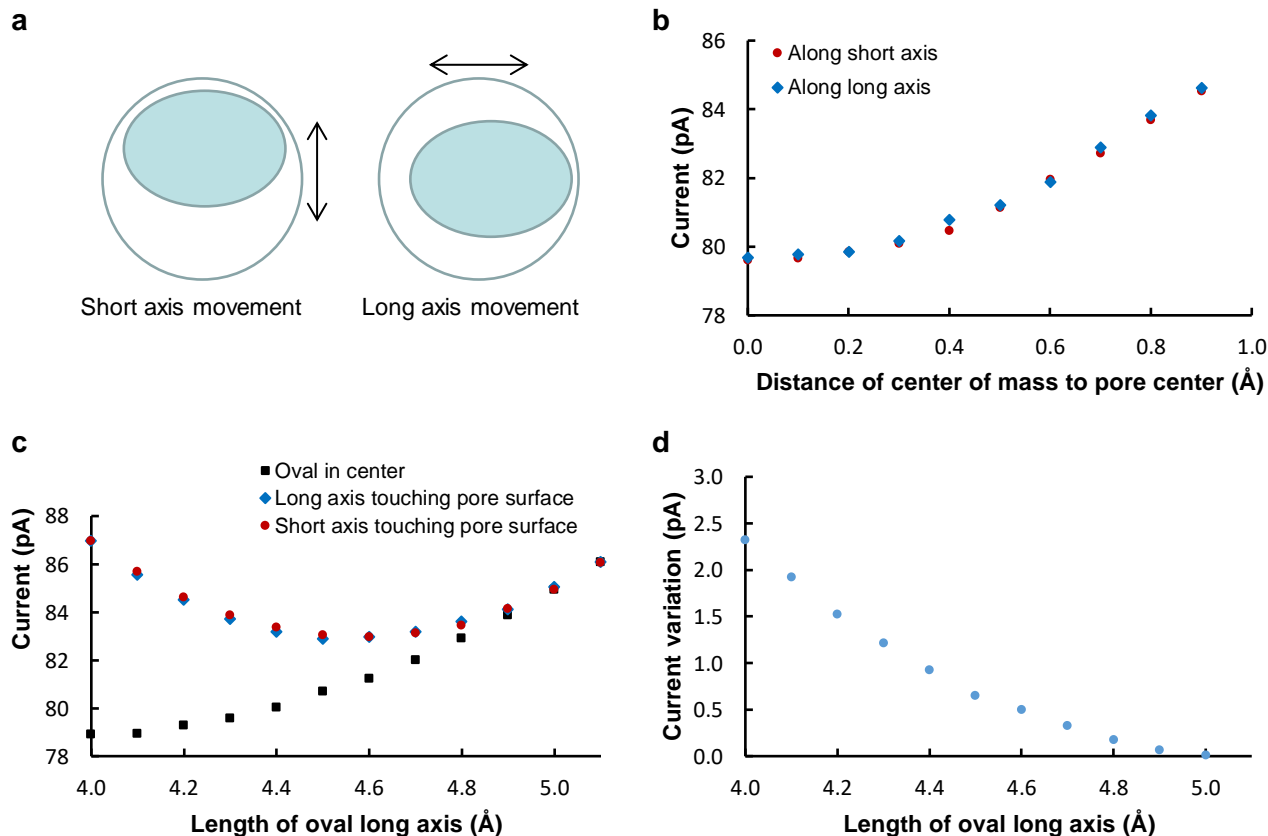 a
Short axis movement
Long axis movement
b
Along short axis
Along long axis
Current (pA)
86
84
82
80
78
0.0 0.2 0.4 0.6 0.8 1.0
Distance of center of mass to pore center (Å)
c
Oval in center
Long axis touching pore surface
Short axis touching pore surface
Current (pA)
88
86
84
82
80
78
4.0 4.2 4.4 4.6 4.8 5.0
Length of oval long axis (Å)
d
Current variation (pA)
3.0
2.5
2.0
1.5
1.0
0.5
0.0
4.0 4.2 4.4 4.6 4.8 5.0
Length of oval long axis (Å)